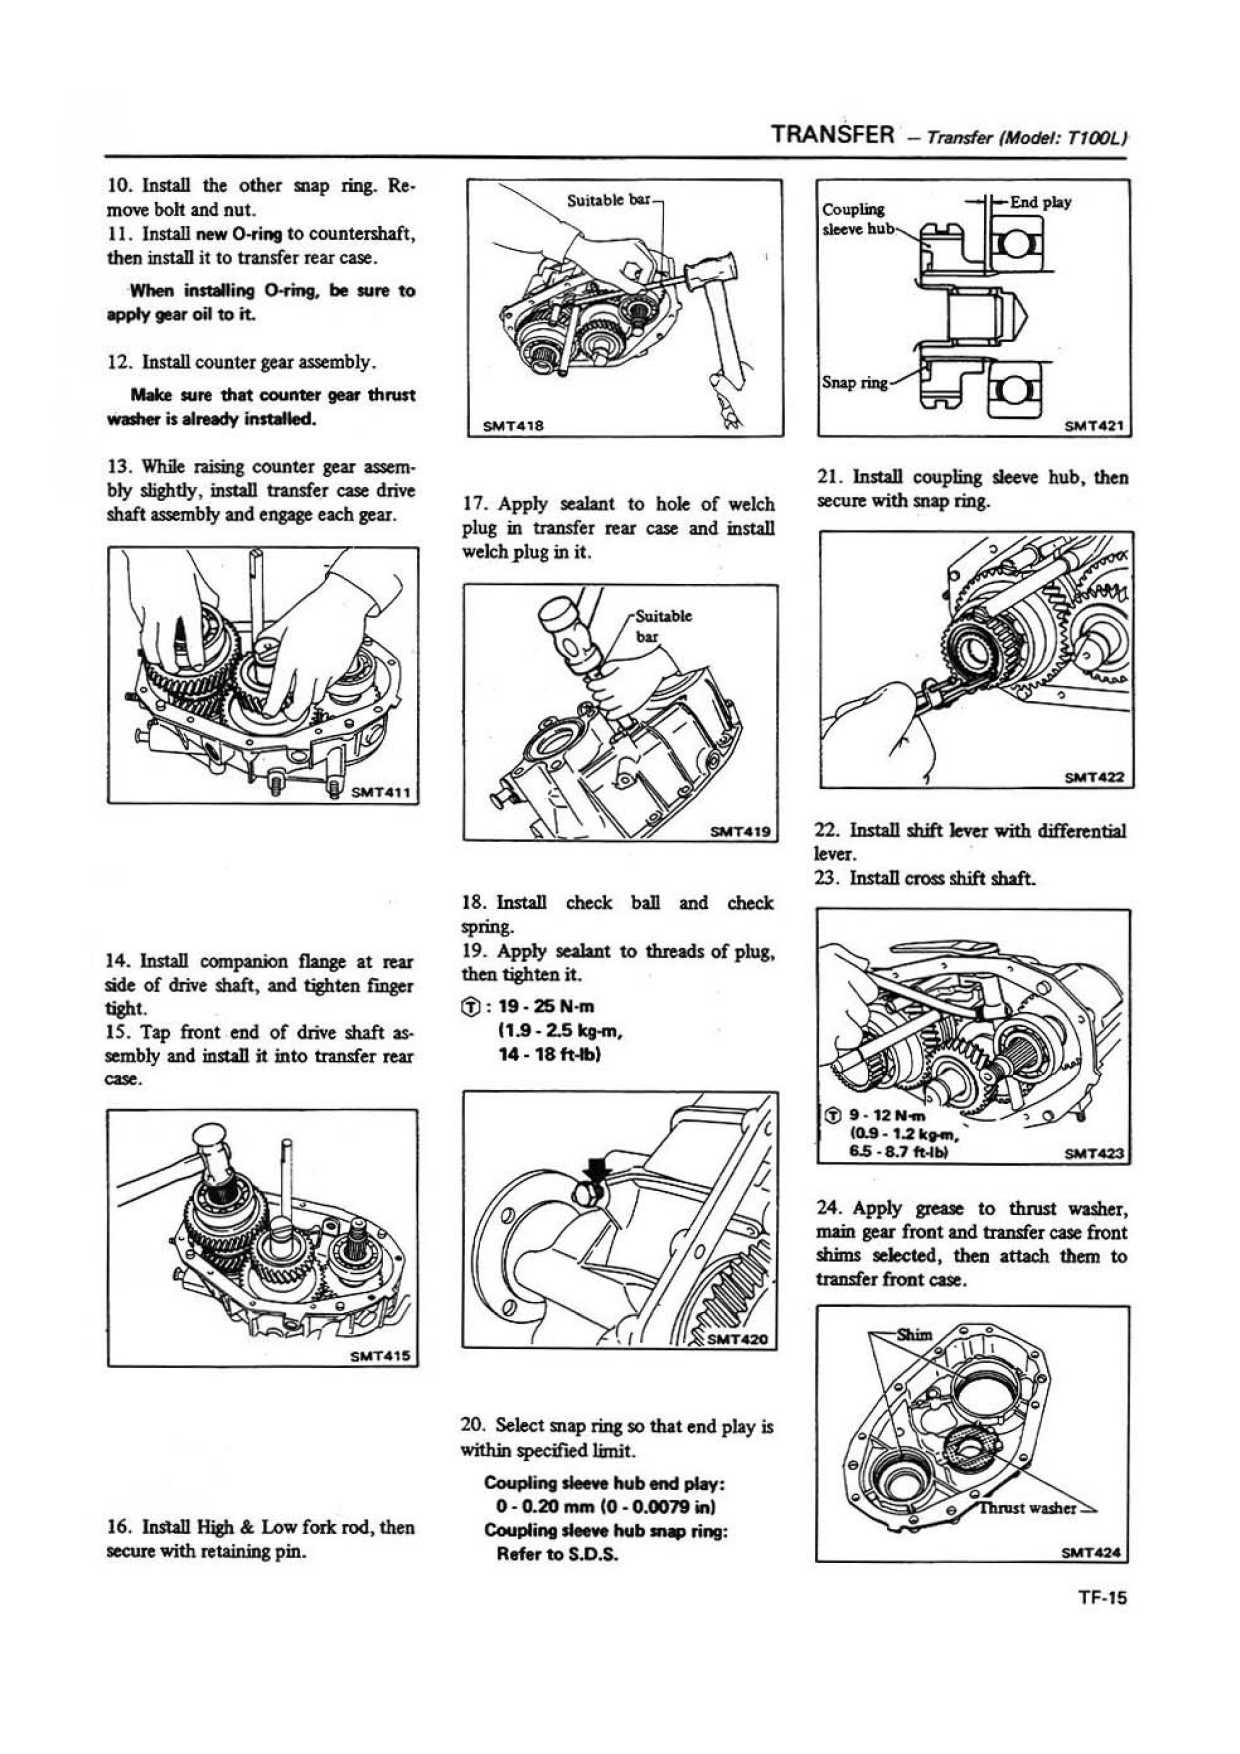 TRANSFER – Transfer (Model: T100L)
10. Install the other snap ring. Re-
move bolt and nut.
11. Install new O-ring to countershaft,
then install it to transfer rear case.
When installing O-ring, be sure to
apply gear oil to it.
12. Install counter gear assembly.
Make sure that counter gear thrust
washer is already installed.
13. While raising counter gear assem-
bly slightly, install transfer case drive
shaft assembly and engage each gear.
SMT411
14. Install companion flange at rear
side of drive shaft, and tighten finger
tight.
15. Tap front end of drive shaft as-
sembly and install it into transfer rear
case.
SMT415
16. Install High & Low fork rod, then
secure with retaining pin.
Suitable bar
SMT418
17. Apply sealant to hole of welch
plug in transfer rear case and install
welch plug in it.
Suitable
bar
SMT419
18. Install check ball and check
spring.
19. Apply sealant to threads of plug,
then tighten it.
Ⓣ : 19 - 25 N·m
(1.9 - 2.5 kg-m,
14 - 18 ft-lb)
SMT420
20. Select snap ring so that end play is
within specified limit.
Coupling sleeve hub end play:
0 - 0.20 mm (0 - 0.0079 in)
Coupling sleeve hub snap ring:
Refer to S.D.S.
End play
Coupling
sleeve hub
Snap ring
SMT421
21. Install coupling sleeve hub, then
secure with snap ring.
SMT422
22. Install shift lever with differential
lever.
23. Install cross shift shaft.
Ⓣ 9 - 12 N·m
(0.9 - 1.2 kg-m,
6.5 - 8.7 ft-lb)
SMT423
24. Apply grease to thrust washer,
main gear front and transfer case front
shims selected, then attach them to
transfer front case.
Shim
Thrust washer
SMT424
TF-15